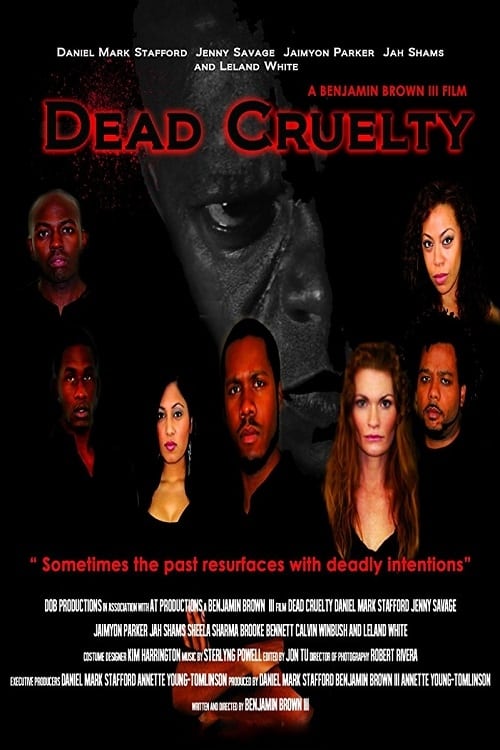 DANIEL MARK STAFFORD JENNY SAVAGE JAIMYON PARKER JAH SHAMS
AND LELAND WHITE
A BENJAMIN BROWN III FILM
DEAD CRUELTY
“ Sometimes the past resurfaces with deadly intentions”
DOB PRODUCTIONS IN ASSOCIATION WITH AT PRODUCTIONS A BENJAMIN BROWN III FILM DEAD CRUELTY DANIEL MARK STAFFORD JENNY SAVAGE
JAIMYON PARKER JAH SHAMS SHEELA SHARMA BROOKE BENNETT CALVIN WINBUSH AND LELAND WHITE
COSTUME DESIGNER KIM HARRINGTON MUSIC BY STERLYNG POWELL EDITED BY JON TU DIRECTOR OF PHOTOGRAPHY ROBERT RIVERA
EXECUTIVE PRODUCERS DANIEL MARK STAFFORD ANNETTE YOUNG-TOMLINSON PRODUCED BY DANIEL MARK STAFFORD BENJAMIN BROWN III ANNETTE YOUNG-TOMLINSON
WRITTEN AND DIRECTED BY BENJAMIN BROWN III